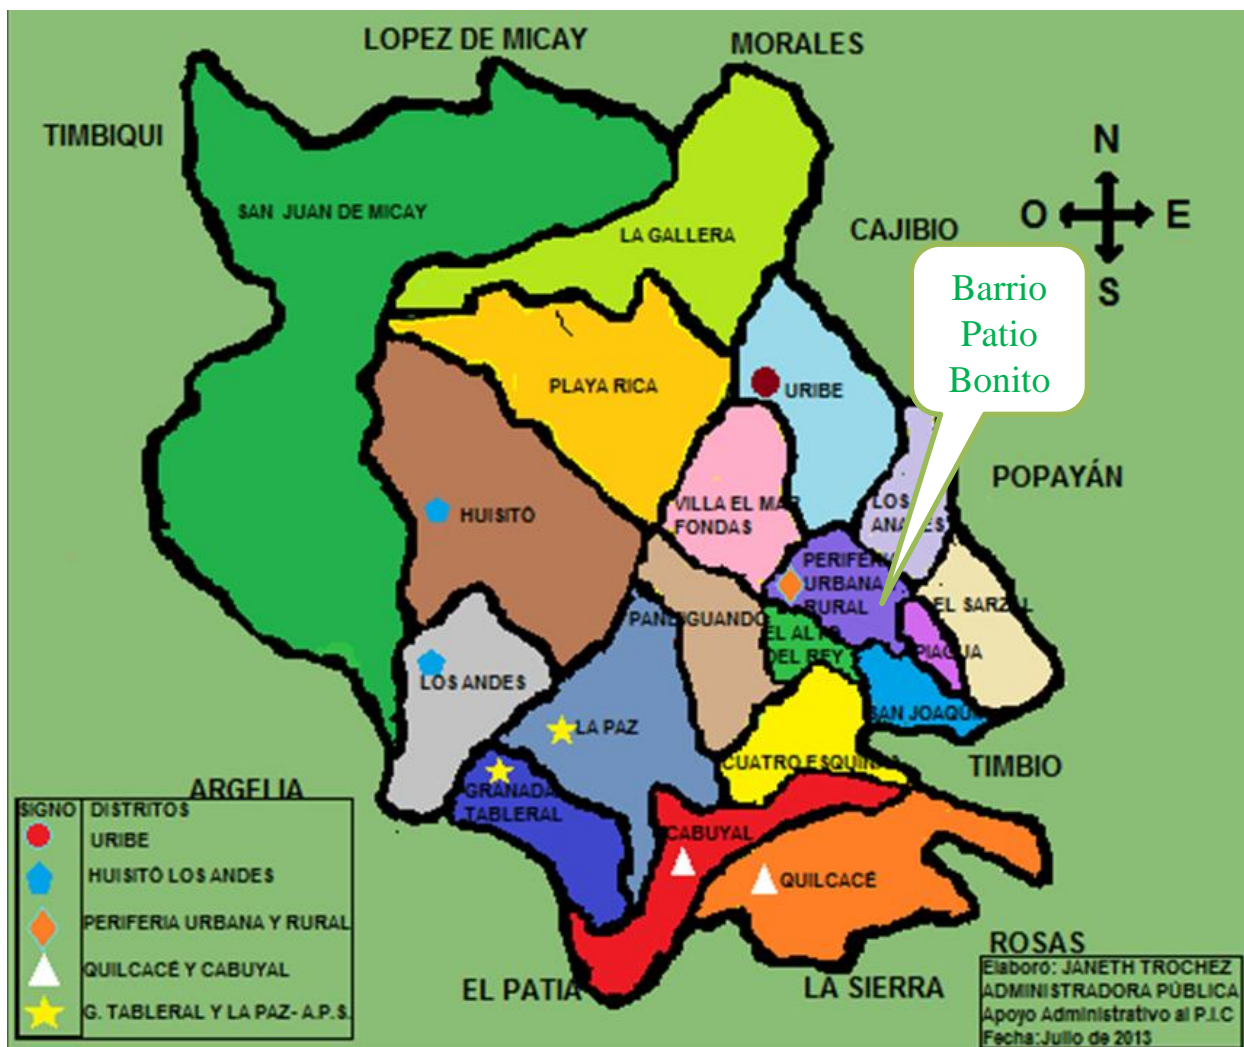 LOPEZ DE MICAY
MORALES
TIMBIQUI
N
O
E
S
SAN JUAN DE MICAY
LA GALLERA
CAJIBIO
Barrio
Patio
Bonito
PLAYA RICA
URIBE
POPAYÁN
HUISITÓ
VILLA EL MAR
FONDAS
LOS
PERIFERIA
URBANA
RURAL
EL SARZAL
PANDIGUANDO
EL ALTO
DEL REY
PIAGUA
LOS ANDES
SAN JOAQUIN
LA PAZ
CUATRO ESQUINAS
TIMBIO
ARGELIA
GRANADA
TABLERAL
CABUYAL
QUILCACÉ
SIGNO DISTRITOS
URIBE
HUISITÓ LOS ANDES
PERIFERIA URBANA Y RURAL
QUILCACÉ Y CABUYAL
G. TABLERAL Y LA PAZ- A.P.S.
EL PATIA
LA SIERRA
ROSAS
Elaboró: JANETH TROCHEZ
ADMINISTRADORA PÚBLICA
Apoyo Administrativo al P.I.C
Fecha:Julio de 2013